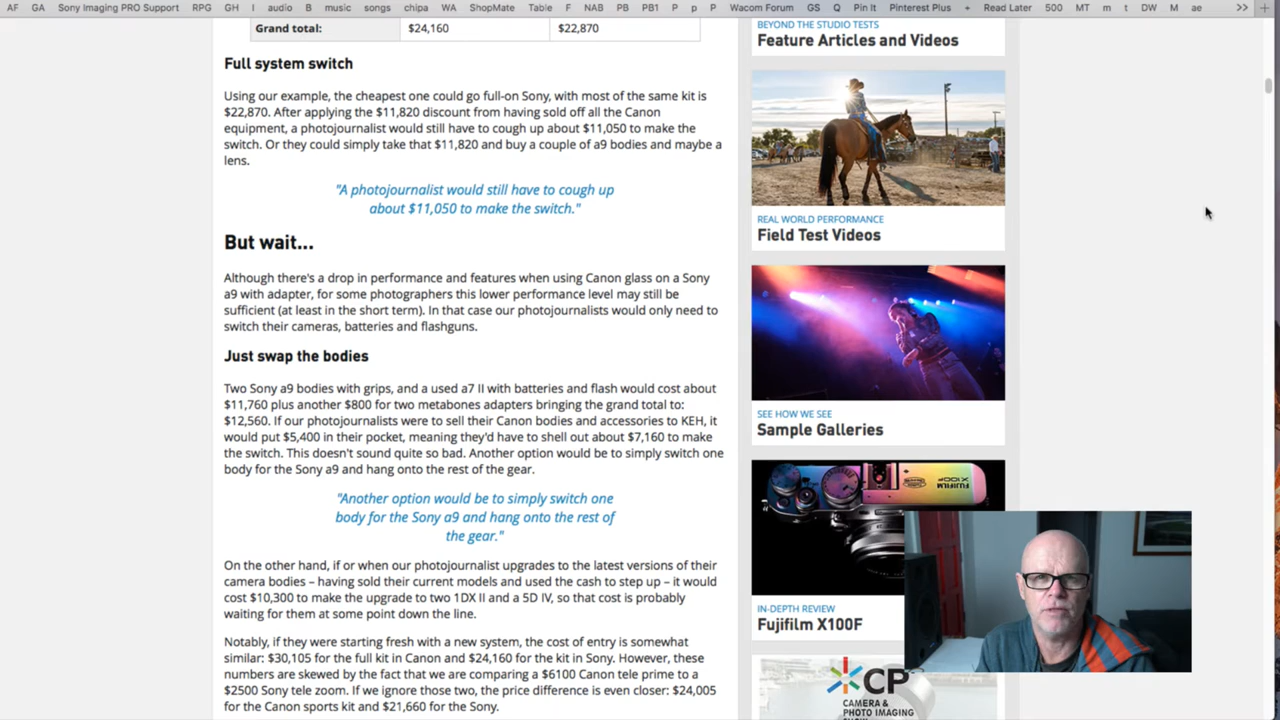 AF GA Sony Imaging PRO Support RPG GH I audio B music songs chipa WA ShopMate Table F NAB PB PB1 P p P Wacom Forum GS Q Pin It Pinterest Plus + Read Later 500 MT m t DW M ae >> +
Grand total: $24,160 $22,870
Full system switch
Using our example, the cheapest one could go full-on Sony, with most of the same kit is
$22,870. After applying the $11,820 discount from having sold off all the Canon
equipment, a photojournalist would still have to cough up about $11,050 to make the
switch. Or they could simply take that $11,820 and buy a couple of a9 bodies and maybe a
lens.
"A photojournalist would still have to cough up
about $11,050 to make the switch."
But wait...
Although there's a drop in performance and features when using Canon glass on a Sony
a9 with adapter, for some photographers this lower performance level may still be
sufficient (at least in the short term). In that case our photojournalists would only need to
switch their cameras, batteries and flashguns.
Just swap the bodies
Two Sony a9 bodies with grips, and a used a7 II with batteries and flash would cost about
$11,760 plus another $800 for two metabones adapters bringing the grand total to:
$12,560. If our photojournalists were to sell their Canon bodies and accessories to KEH, it
would put $5,400 in their pocket, meaning they'd have to shell out about $7,160 to make
the switch. This doesn't sound quite so bad. Another option would be to simply switch one
body for the Sony a9 and hang onto the rest of the gear.
"Another option would be to simply switch one
body for the Sony a9 and hang onto the rest of
the gear."
On the other hand, if or when our photojournalist upgrades to the latest versions of their
camera bodies – having sold their current models and used the cash to step up – it would
cost $10,300 to make the upgrade to two 1DX II and a 5D IV, so that cost is probably
waiting for them at some point down the line.
Notably, if they were starting fresh with a new system, the cost of entry is somewhat
similar: $30,105 for the full kit in Canon and $24,160 for the kit in Sony. However, these
numbers are skewed by the fact that we are comparing a $6100 Canon tele prime to a
$2500 Sony tele zoom. If we ignore those two, the price difference is even closer: $24,005
for the Canon sports kit and $21,660 for the Sony.
BEYOND THE STUDIO TESTS
Feature Articles and Videos
REAL WORLD PERFORMANCE
Field Test Videos
SEE HOW WE SEE
Sample Galleries
FUJIFILM
X100F
IN-DEPTH REVIEW
Fujifilm X100F
CP+
CAMERA &
PHOTO IMAGING